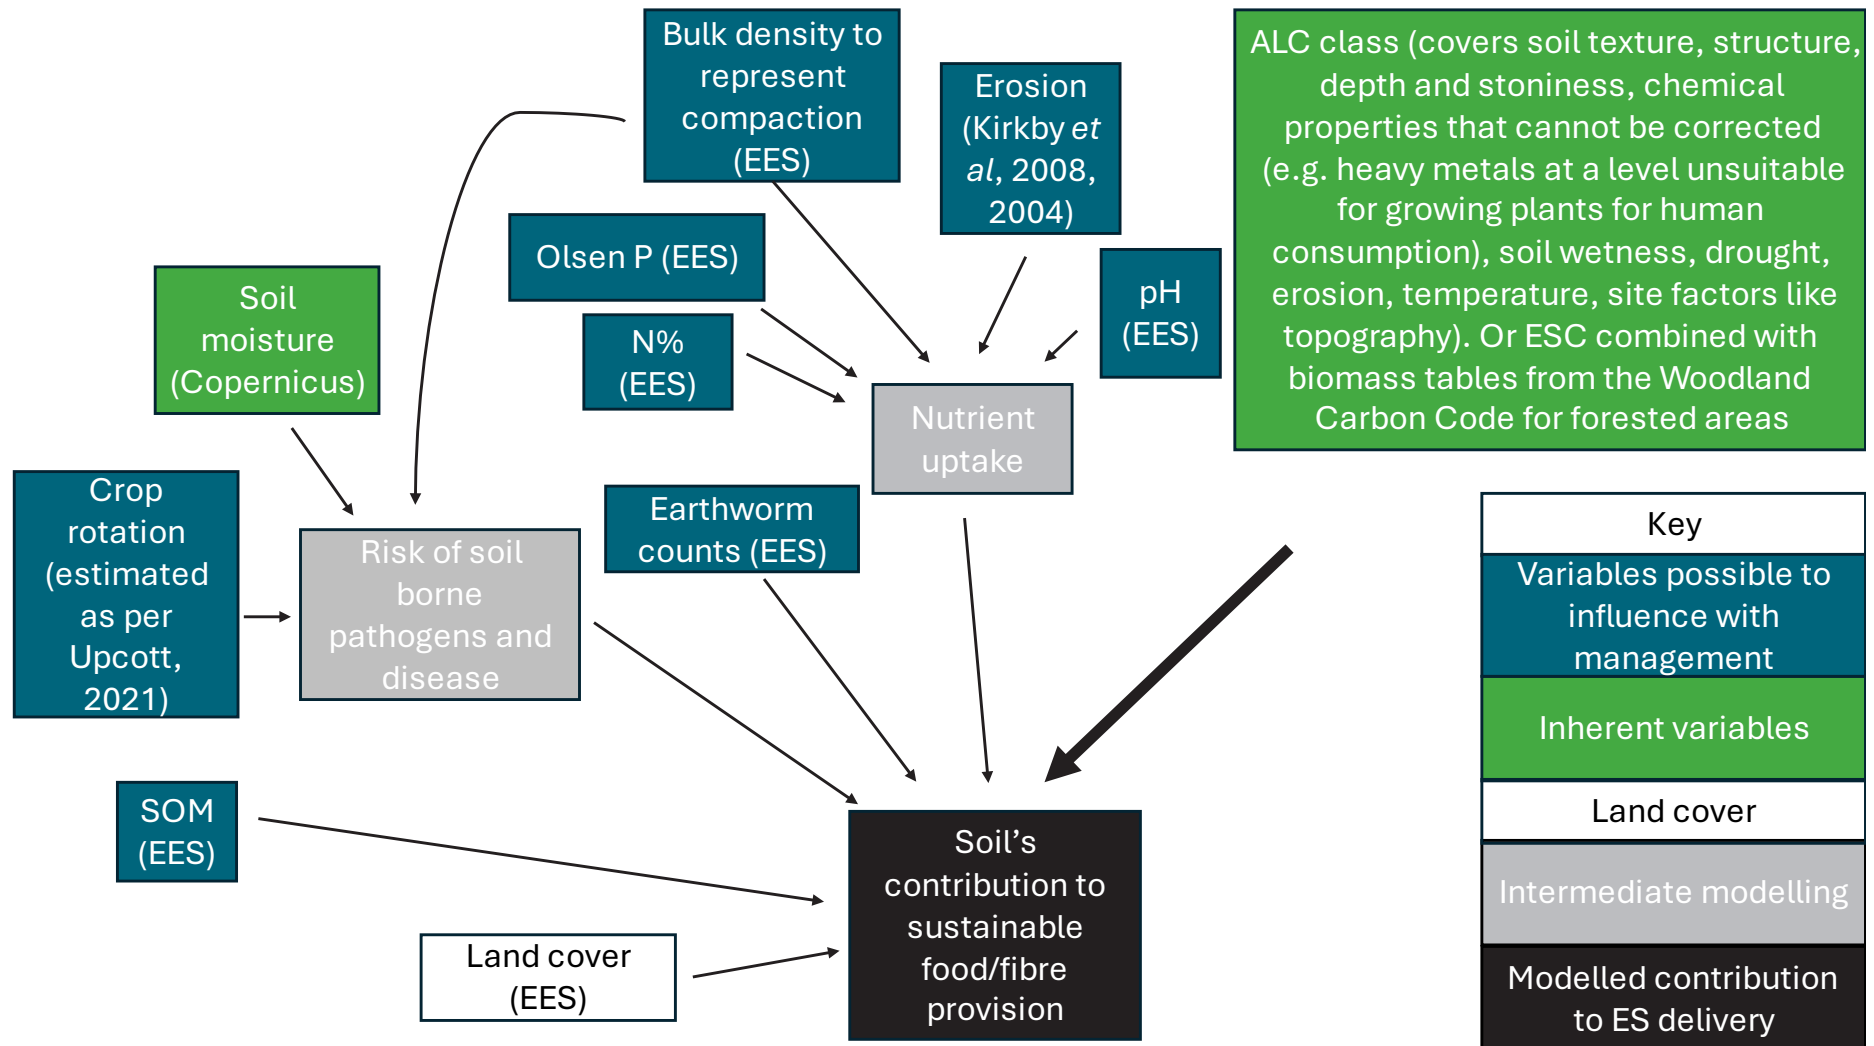 Bulk density to
represent
compaction
(EES)
Erosion
(Kirkby et
al, 2008,
2004)
ALC class (covers soil texture, structure,
depth and stoniness, chemical
properties that cannot be corrected
(e.g. heavy metals at a level unsuitable
for growing plants for human
consumption), soil wetness, drought,
erosion, temperature, site factors like
topography). Or ESC combined with
biomass tables from the Woodland
Carbon Code for forested areas
Olsen P (EES)
pH
(EES)
Soil
moisture
(Copernicus)
N%
(EES)
Nutrient
uptake
Crop
rotation
(estimated
as per
Upcott,
2021)
Risk of soil
borne
pathogens and
disease
Earthworm
counts (EES)
SOM
(EES)
Land cover
(EES)
Soil’s
contribution to
sustainable
food/fibre
provision
Key
Variables possible to
influence with
management
Inherent variables
Land cover
Intermediate modelling
Modelled contribution
to ES delivery